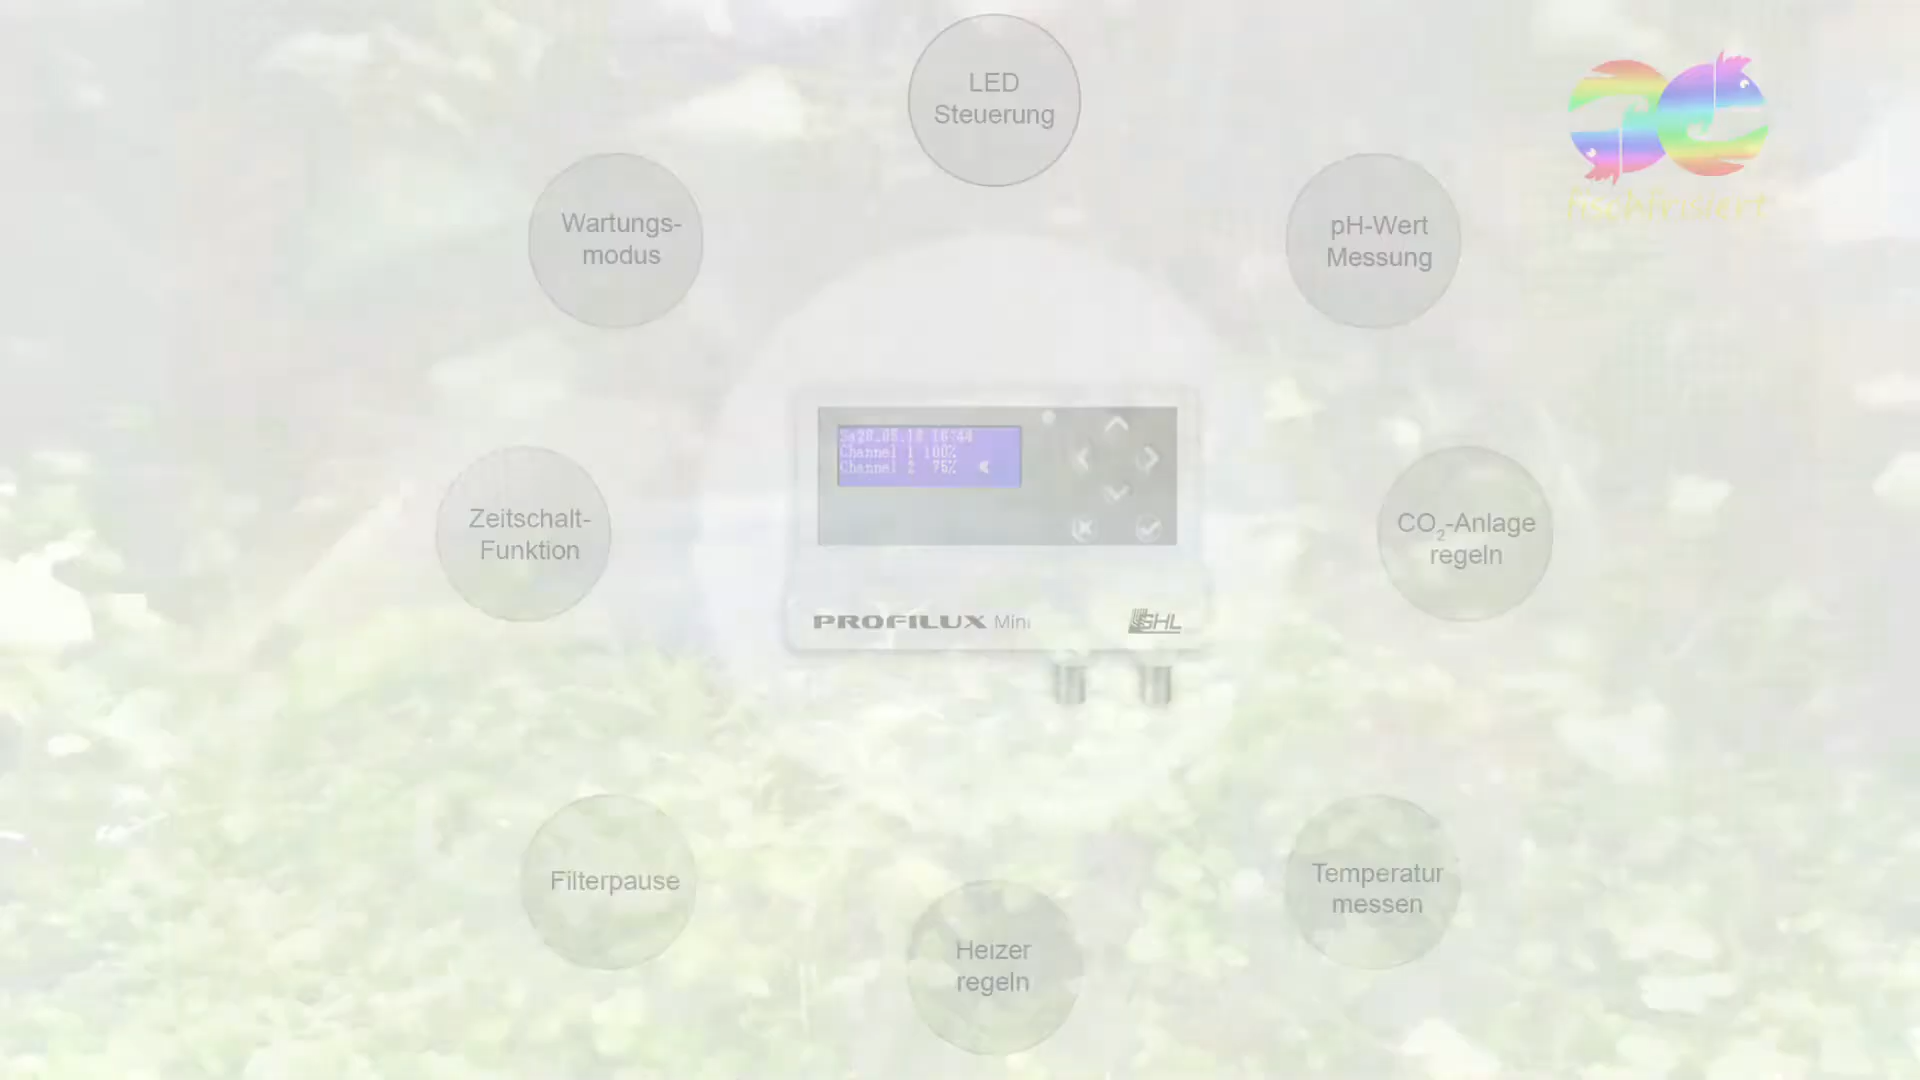 LED
Steuerung
fischfrisiert
Wartungs-
modus
pH-Wert
Messung
Channel 1 100%
Channel 2 75%
Zeitschalt-
Funktion
CO₂-Anlage
regeln
PROFILUX Mini
GHL
Filterpause
Temperatur
messen
Heizer
regeln